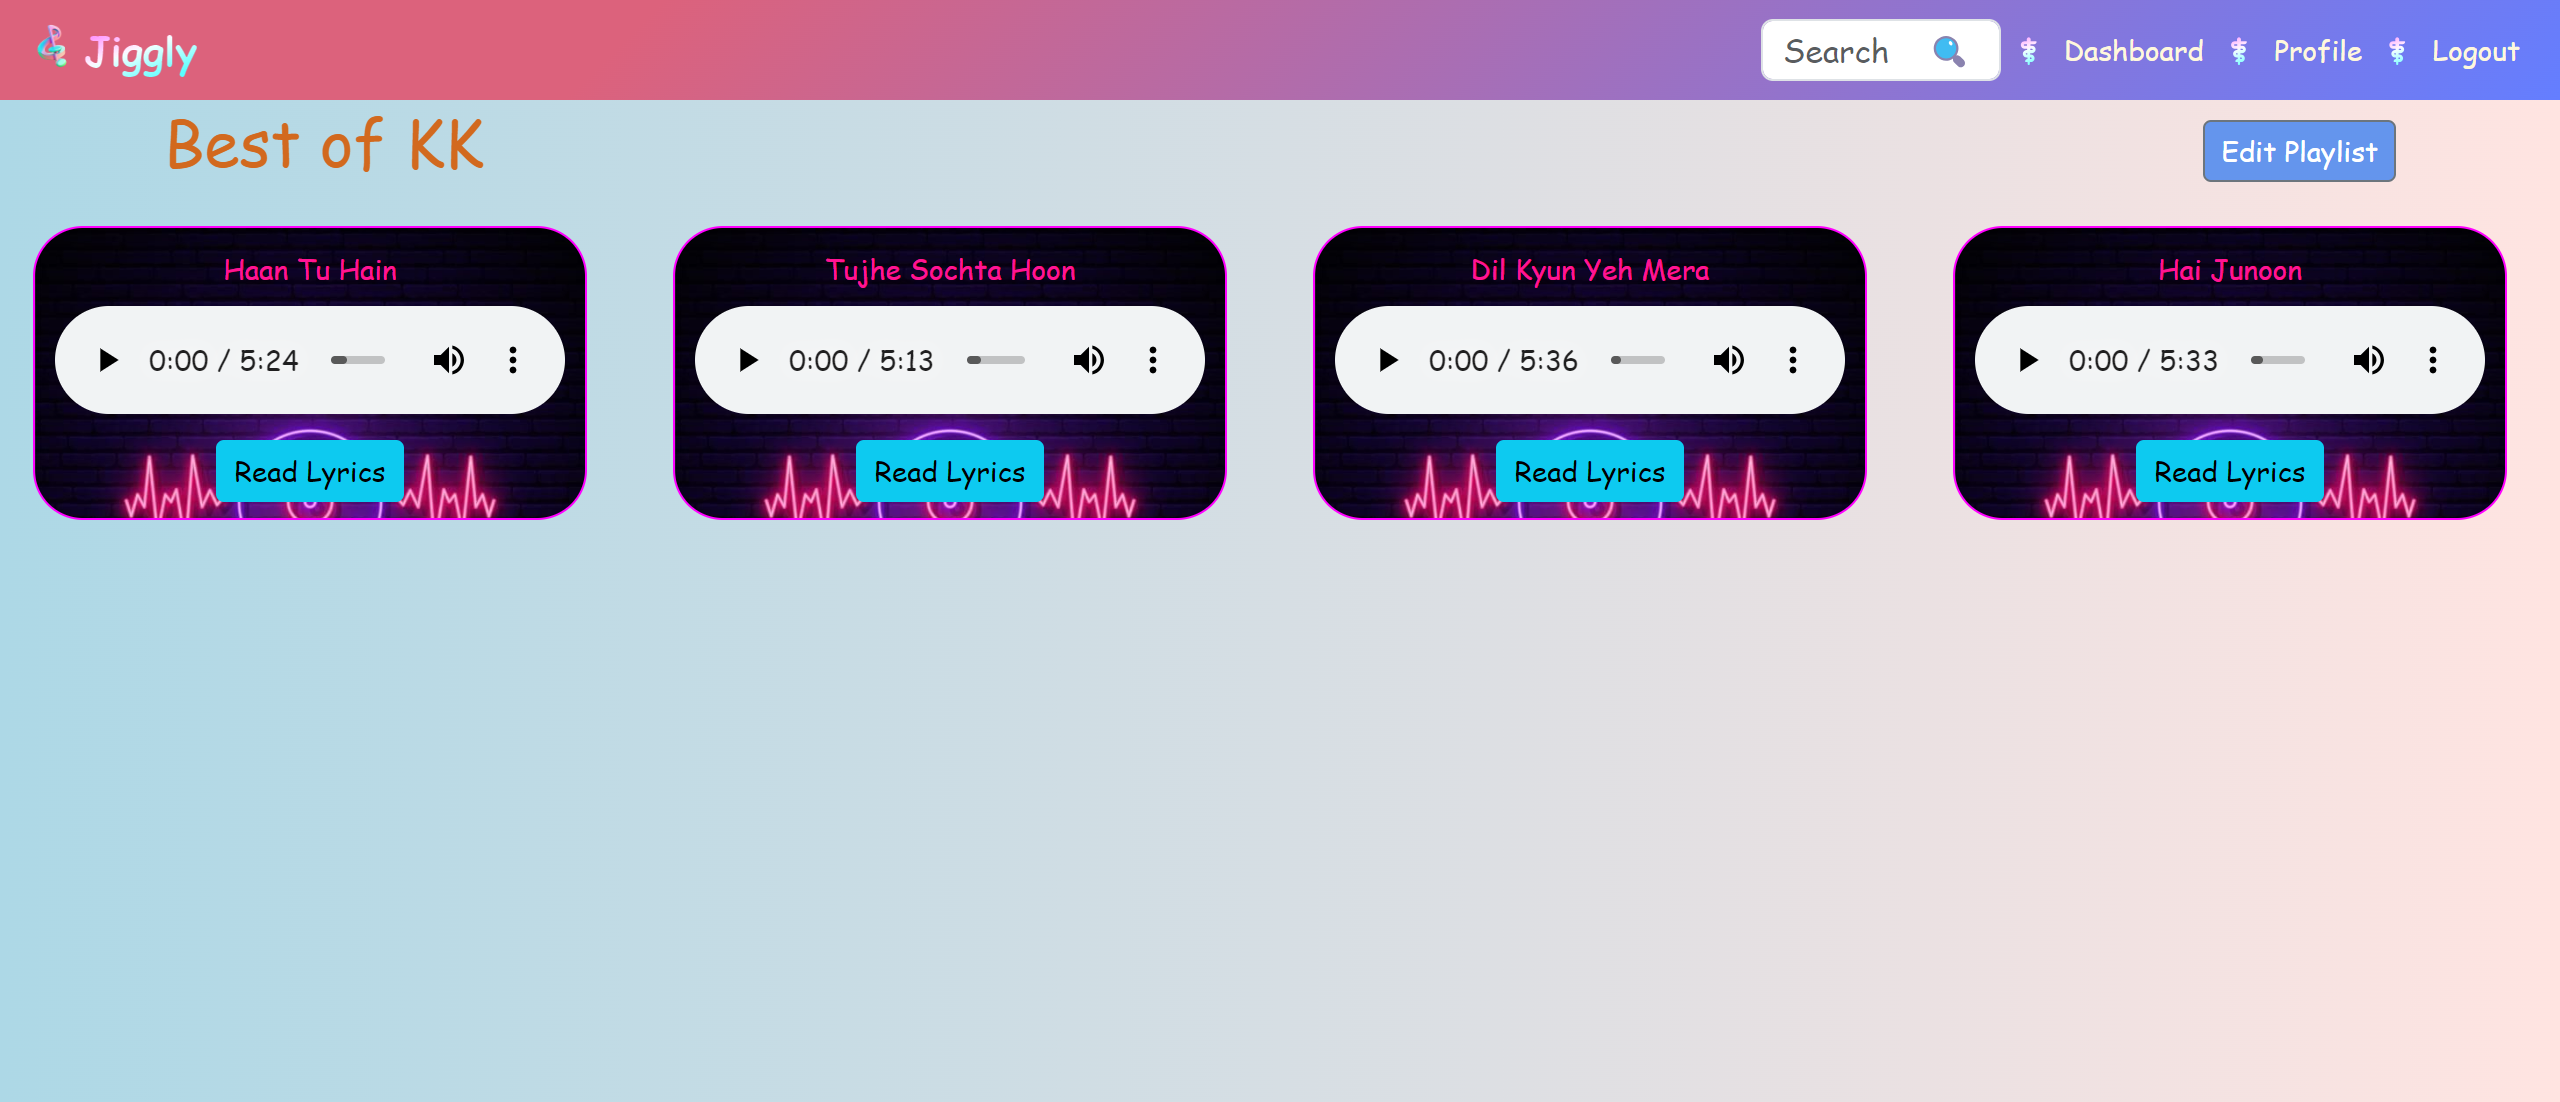 Jiggly Search Dashboard Profile Logout
Best of KK Edit Playlist
Haan Tu Hain
0:00 / 5:24
Read Lyrics
Tujhe Sochta Hoon
0:00 / 5:13
Read Lyrics
Dil Kyun Yeh Mera
0:00 / 5:36
Read Lyrics
Hai Junoon
0:00 / 5:33
Read Lyrics